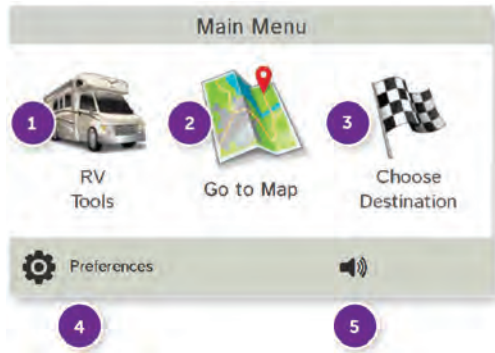 Main Menu
1
2
3
RV
Tools
Go to Map
Choose
Destination
Preferences
4
5